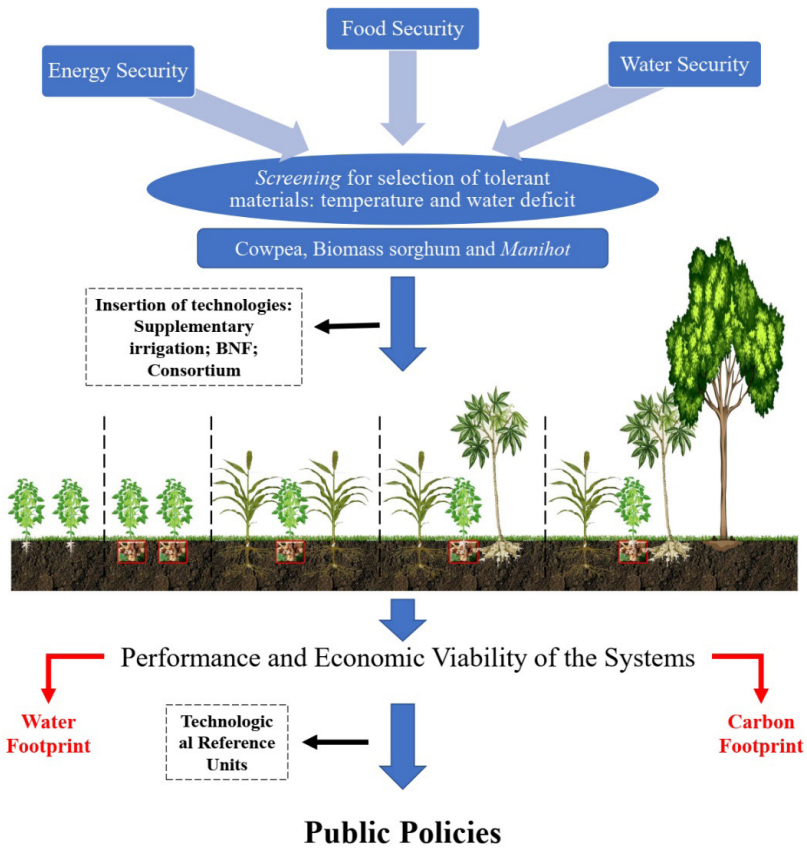 Food Security
Energy Security
Water Security
Screening for selection of tolerant
materials: temperature and water deficit
Cowpea, Biomass sorghum and Manihot
Insertion of technologies:
Supplementary
irrigation; BNF;
Consortium
Performance and Economic Viability of the Systems
Water
Footprint
Carbon
Footprint
Technologic
al Reference
Units
Public Policies